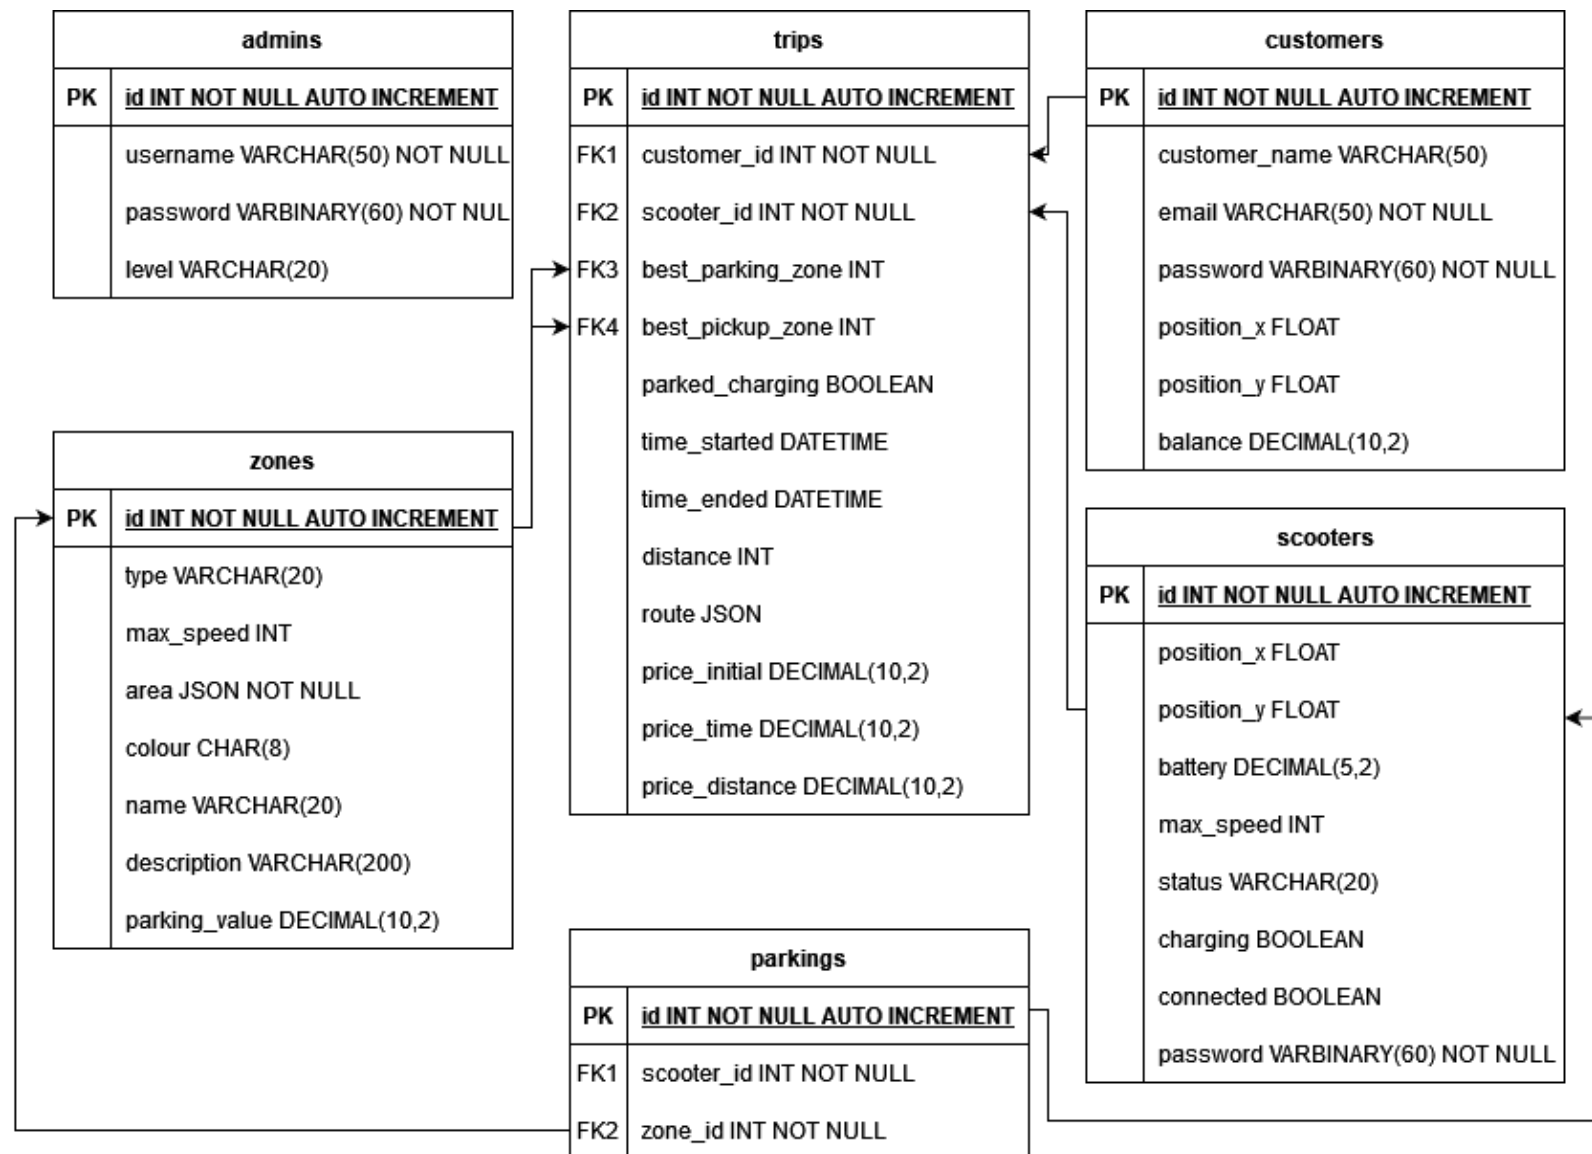 admins
PK id INT NOT NULL AUTO INCREMENT
username VARCHAR(50) NOT NULL
password VARBINARY(60) NOT NUL
level VARCHAR(20)
zones
PK id INT NOT NULL AUTO INCREMENT
type VARCHAR(20)
max_speed INT
area JSON NOT NULL
colour CHAR(8)
name VARCHAR(20)
description VARCHAR(200)
parking_value DECIMAL(10,2)
trips
PK id INT NOT NULL AUTO INCREMENT
FK1 customer_id INT NOT NULL
FK2 scooter_id INT NOT NULL
FK3 best_parking_zone INT
FK4 best_pickup_zone INT
parked_charging BOOLEAN
time_started DATETIME
time_ended DATETIME
distance INT
route JSON
price_initial DECIMAL(10,2)
price_time DECIMAL(10,2)
price_distance DECIMAL(10,2)
parkings
PK id INT NOT NULL AUTO INCREMENT
FK1 scooter_id INT NOT NULL
FK2 zone_id INT NOT NULL
customers
PK id INT NOT NULL AUTO INCREMENT
customer_name VARCHAR(50)
email VARCHAR(50) NOT NULL
password VARBINARY(60) NOT NULL
position_x FLOAT
position_y FLOAT
balance DECIMAL(10,2)
scooters
PK id INT NOT NULL AUTO INCREMENT
position_x FLOAT
position_y FLOAT
battery DECIMAL(5,2)
max_speed INT
status VARCHAR(20)
charging BOOLEAN
connected BOOLEAN
password VARBINARY(60) NOT NULL